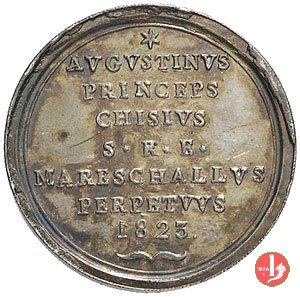 AVGVSTINVS
PRINCEPS
CHISIVS
S · R · E ·
MARESCHALLVS
PERPETVVS
1823.